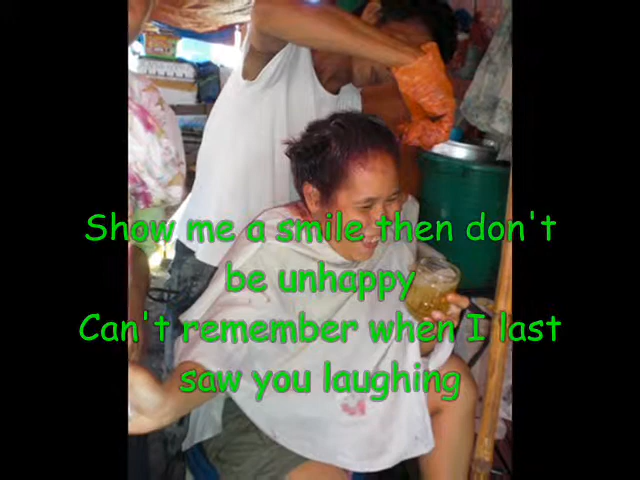 Show me a smile then don't
be unhappy
Can't remember when I last
saw you laughing